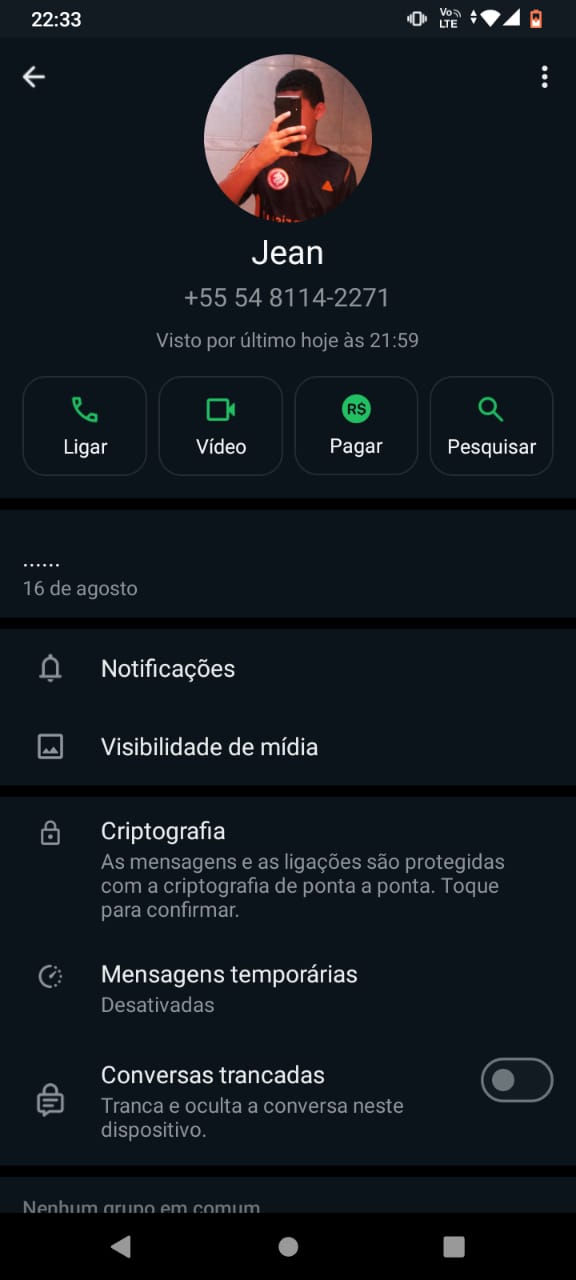 22:33
Vo
LTE
Jean
+55 54 8114-2271
Visto por último hoje às 21:59
R$
Ligar
Vídeo
Pagar
Pesquisar
......
16 de agosto
Notificações
Visibilidade de mídia
Criptografia
As mensagens e as ligações são protegidas
com a criptografia de ponta a ponta. Toque
para confirmar.
Mensagens temporárias
Desativadas
Conversas trancadas
Tranca e oculta a conversa neste
dispositivo.
Nenhum grupo em comum